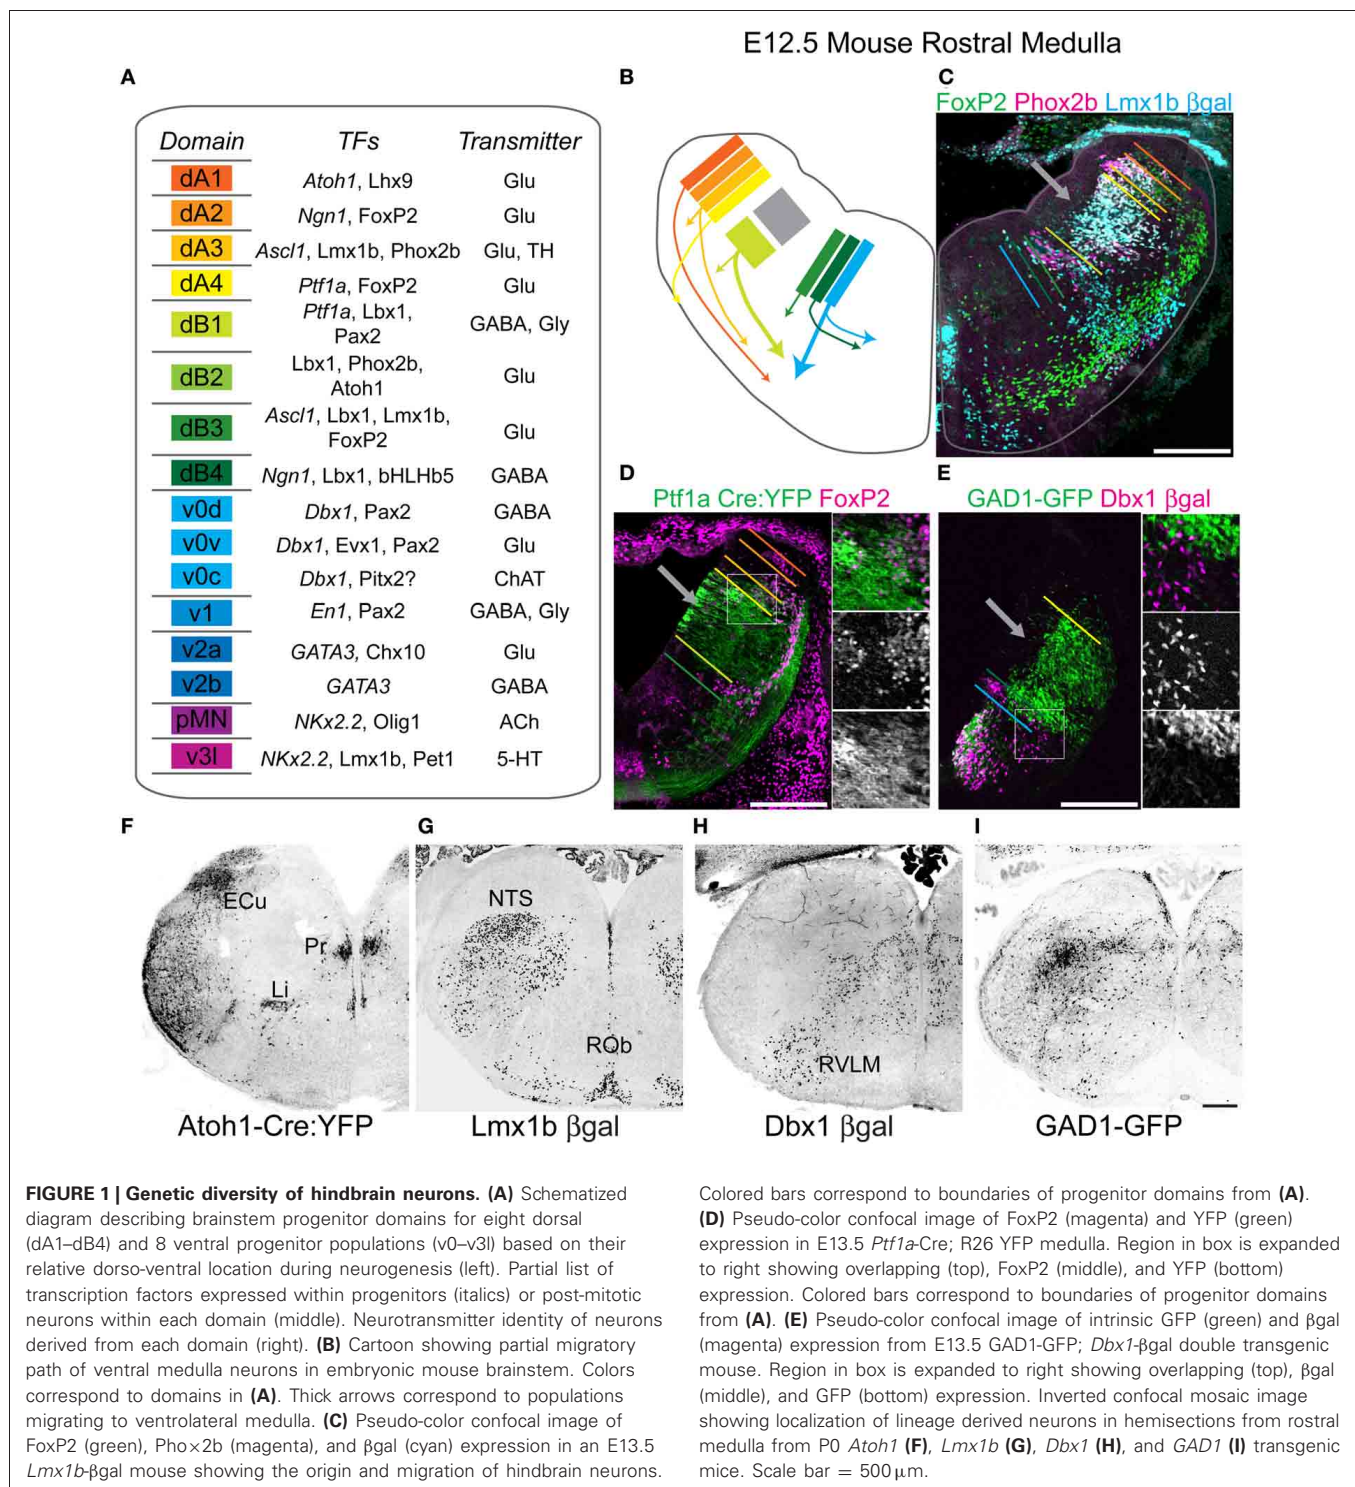 E12.5 Mouse Rostral Medulla
A
Domain TFs Transmitter
dA1 Atoh1, Lhx9 Glu
dA2 Ngn1, FoxP2 Glu
dA3 Ascl1, Lmx1b, Phox2b Glu, TH
dA4 Ptf1a, FoxP2 Glu
dB1 Ptf1a, Lbx1, Pax2 GABA, Gly
dB2 Lbx1, Phox2b, Atoh1 Glu
dB3 Ascl1, Lbx1, Lmx1b, FoxP2 Glu
dB4 Ngn1, Lbx1, bHLHb5 GABA
v0d Dbx1, Pax2 GABA
v0v Dbx1, Evx1, Pax2 Glu
v0c Dbx1, Pitx2? ChAT
v1 En1, Pax2 GABA, Gly
v2a GATA3, Chx10 Glu
v2b GATA3 GABA
pMN NKx2.2, Olig1 ACh
v3l NKx2.2, Lmx1b, Pet1 5-HT
B
C
FoxP2 Phox2b Lmx1b βgal
D
Ptf1a Cre:YFP FoxP2
E
GAD1-GFP Dbx1 βgal
F
ECu
Pr
Li
Atoh1-Cre:YFP
G
NTS
ROb
Lmx1b βgal
H
RVLM
Dbx1 βgal
I
GAD1-GFP
FIGURE 1 | Genetic diversity of hindbrain neurons. (A) Schematized
diagram describing brainstem progenitor domains for eight dorsal
(dA1–dB4) and 8 ventral progenitor populations (v0–v3l) based on their
relative dorso-ventral location during neurogenesis (left). Partial list of
transcription factors expressed within progenitors (italics) or post-mitotic
neurons within each domain (middle). Neurotransmitter identity of neurons
derived from each domain (right). (B) Cartoon showing partial migratory
path of ventral medulla neurons in embryonic mouse brainstem. Colors
correspond to domains in (A). Thick arrows correspond to populations
migrating to ventrolateral medulla. (C) Pseudo-color confocal image of
FoxP2 (green), Pho×2b (magenta), and βgal (cyan) expression in an E13.5
Lmx1b-βgal mouse showing the origin and migration of hindbrain neurons.
Colored bars correspond to boundaries of progenitor domains from (A).
(D) Pseudo-color confocal image of FoxP2 (magenta) and YFP (green)
expression in E13.5 Ptf1a-Cre; R26 YFP medulla. Region in box is expanded
to right showing overlapping (top), FoxP2 (middle), and YFP (bottom)
expression. Colored bars correspond to boundaries of progenitor domains
from (A). (E) Pseudo-color confocal image of intrinsic GFP (green) and βgal
(magenta) expression from E13.5 GAD1-GFP; Dbx1-βgal double transgenic
mouse. Region in box is expanded to right showing overlapping (top), βgal
(middle), and GFP (bottom) expression. Inverted confocal mosaic image
showing localization of lineage derived neurons in hemisections from rostral
medulla from P0 Atoh1 (F), Lmx1b (G), Dbx1 (H), and GAD1 (I) transgenic
mice. Scale bar = 500 μm.